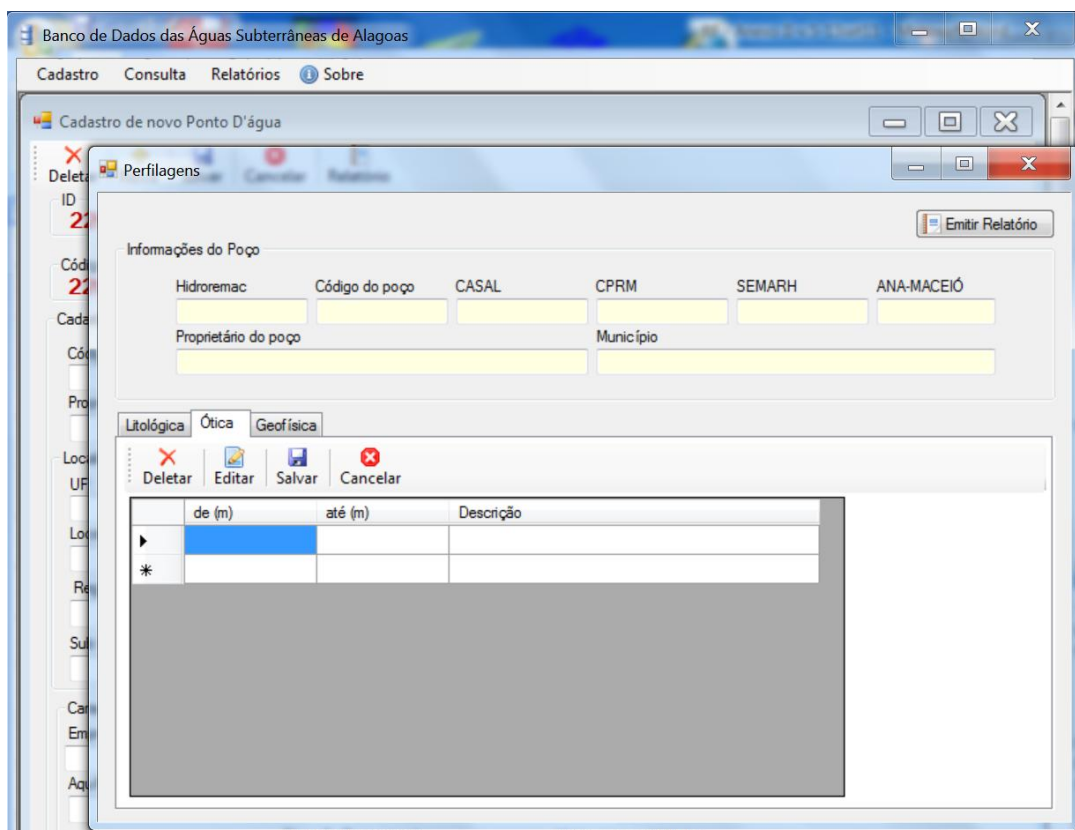 Banco de Dados das Águas Subterrâneas de Alagoas
Cadastro Consulta Relatórios Sobre
Cadastro de novo Ponto D'água
Perfilagens
Emitir Relatório
ID
Informações do Poço
Hidroremac Código do poço CASAL CPRM SEMARH ANA-MACEIÓ
Proprietário do poço Município
Litológica Ótica Geofísica
Deletar Editar Salvar Cancelar
UF
de (m) até (m) Descrição